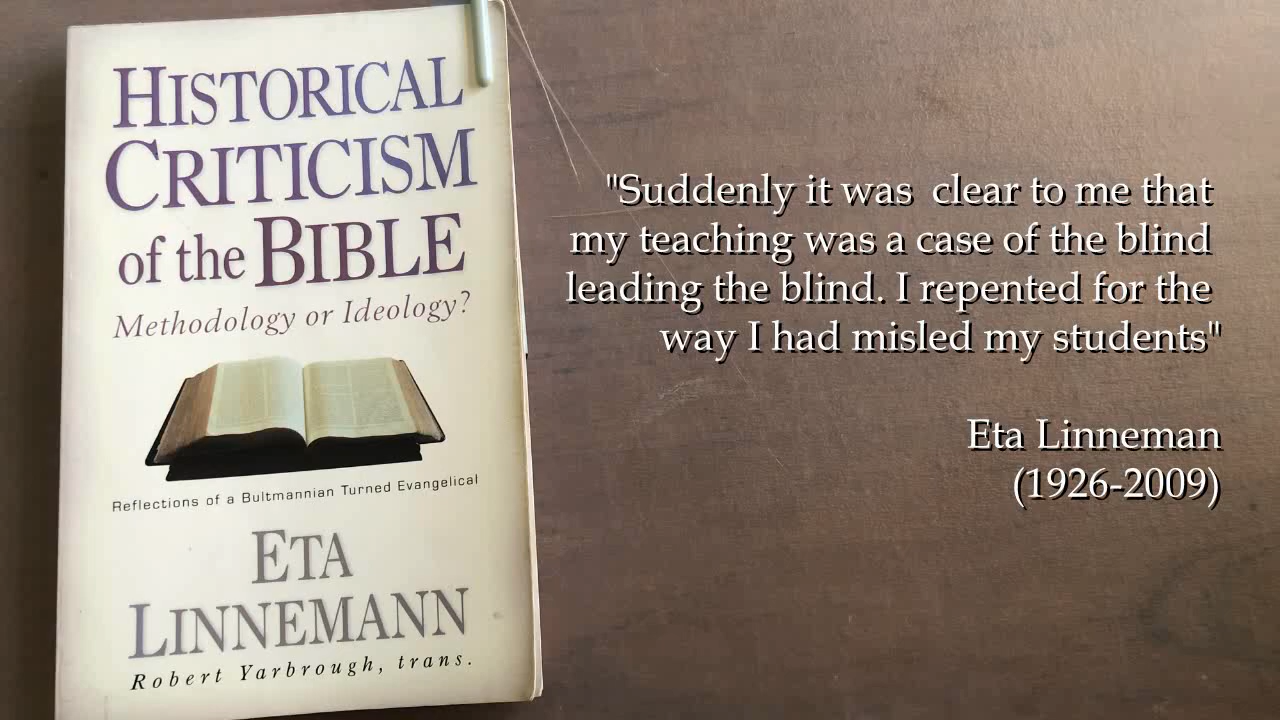 HISTORICAL
CRITICISM
of the BIBLE
Methodology or Ideology?
Reflections of a Bultmannian Turned Evangelical
ETA
LINNEMANN
Robert Yarbrough, trans.
"Suddenly it was  clear to me that
my teaching was a case of the blind
leading the blind. I repented for the
way I had misled my students"
Eta Linneman
(1926-2009)